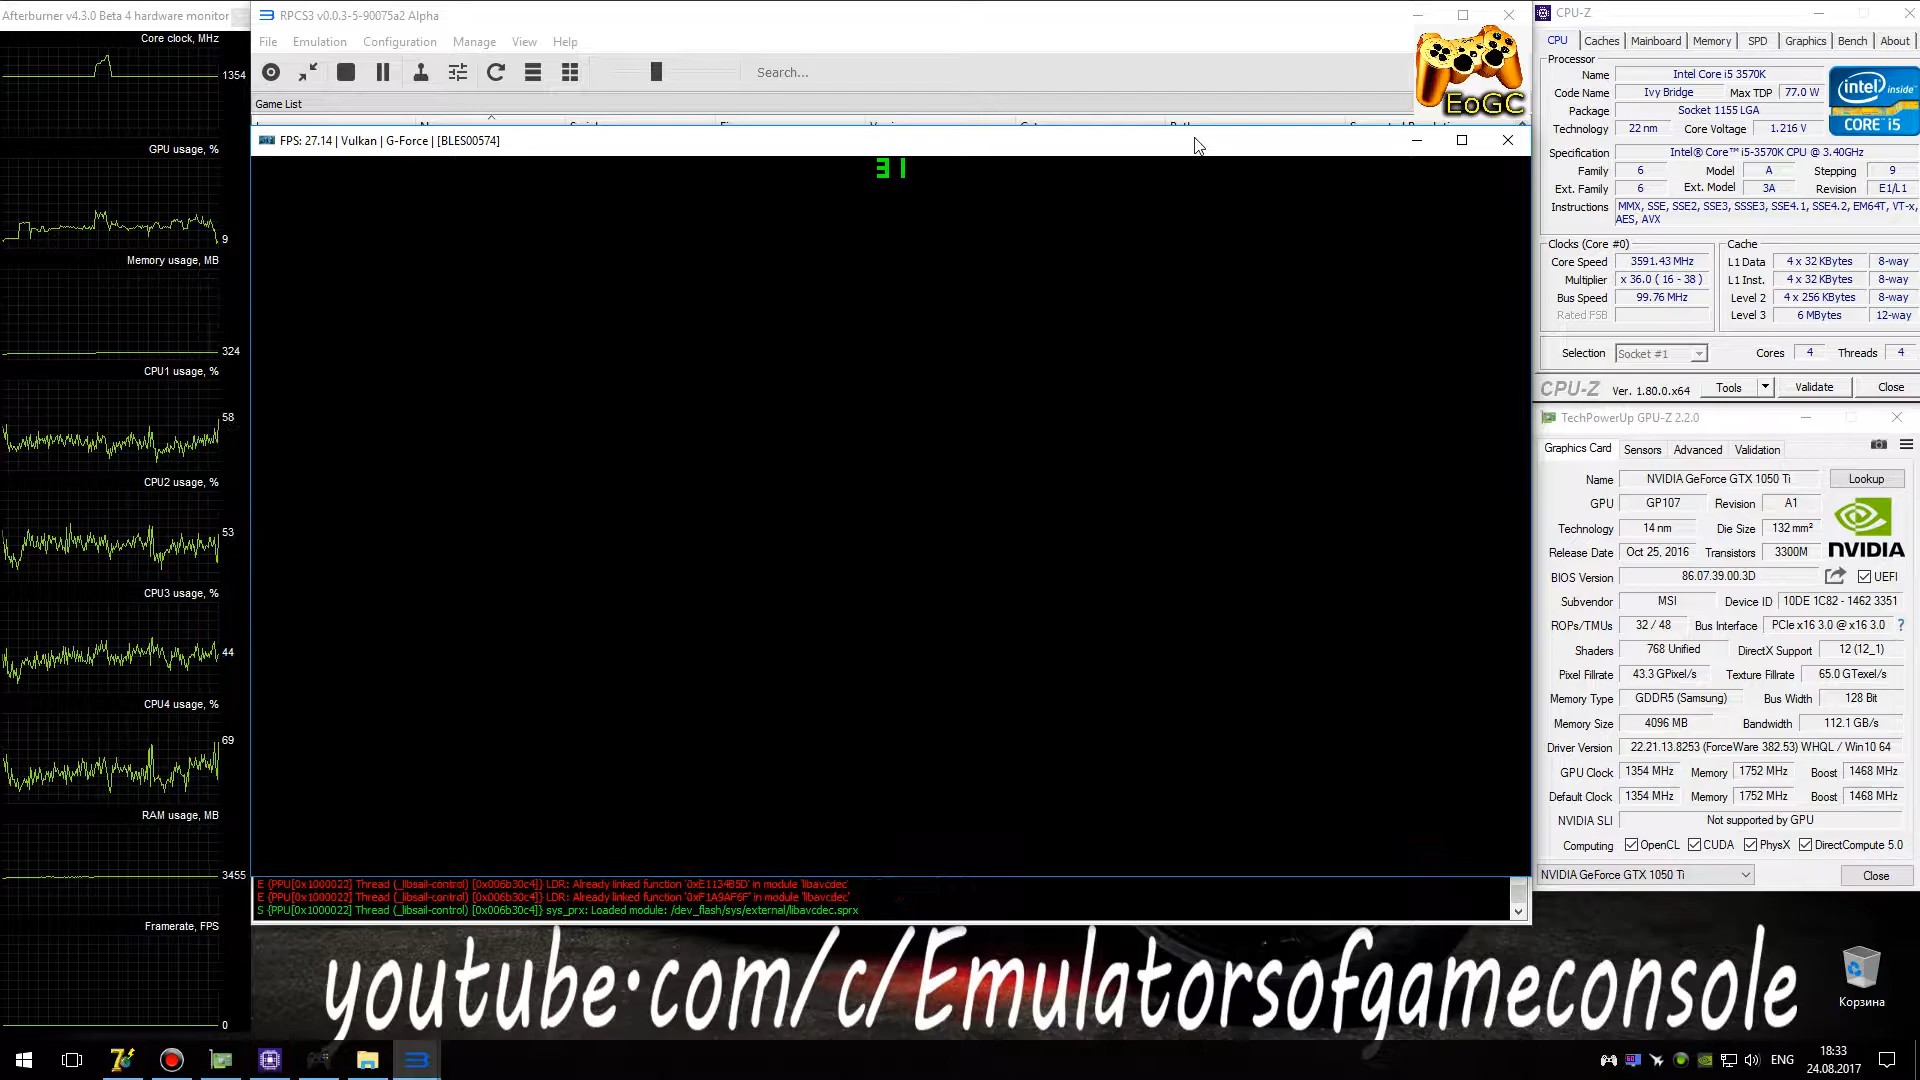 Afterburner v4.3.0 Beta 4 hardware monitor
Core clock, MHz
1354
GPU usage, %
9
Memory usage, MB
324
CPU1 usage, %
58
CPU2 usage, %
53
CPU3 usage, %
44
CPU4 usage, %
69
RAM usage, MB
3455
Framerate, FPS
0
RPCS3 v0.0.3-5-90075a2 Alpha
File Emulation Configuration Manage View Help
Search...
EoGC
Game List
FPS: 27.14 | Vulkan | G-Force | [BLES00574]
31
E {PPU[0x1000022] Thread (_libsail-control) [0x006b30c4]} LDR: Already linked function '0xE1134B5D' in module 'libavcdec'
E {PPU[0x1000022] Thread (_libsail-control) [0x006b30c4]} LDR: Already linked function '0xF1A9AF6F' in module 'libavcdec'
S {PPU[0x1000022] Thread (_libsail-control) [0x006b30c4]} sys_prx: Loaded module: /dev_flash/sys/external/libavcdec.sprx
CPU-Z
CPU Caches Mainboard Memory SPD Graphics Bench About
Processor
Name Intel Core i5 3570K
Code Name Ivy Bridge Max TDP 77.0 W
Package Socket 1155 LGA
Technology 22 nm Core Voltage 1.216 V
intel inside™
CORE i5
Specification Intel® Core™ i5-3570K CPU @ 3.40GHz
Family 6 Model A Stepping 9
Ext. Family 6 Ext. Model 3A Revision E1/L1
Instructions MMX, SSE, SSE2, SSE3, SSSE3, SSE4.1, SSE4.2, EM64T, VT-x,
AES, AVX
Clocks (Core #0) Cache
Core Speed 3591.43 MHz L1 Data 4 x 32 KBytes 8-way
Multiplier x 36.0 ( 16 - 38 ) L1 Inst. 4 x 32 KBytes 8-way
Bus Speed 99.76 MHz Level 2 4 x 256 KBytes 8-way
Rated FSB Level 3 6 MBytes 12-way
Selection Socket #1 Cores 4 Threads 4
CPU-Z Ver. 1.80.0.x64 Tools Validate Close
TechPowerUp GPU-Z 2.2.0
Graphics Card Sensors Advanced Validation
Name NVIDIA GeForce GTX 1050 Ti Lookup
GPU GP107 Revision A1
Technology 14 nm Die Size 132 mm²
Release Date Oct 25, 2016 Transistors 3300M
NVIDIA
BIOS Version 86.07.39.00.3D UEFI
Subvendor MSI Device ID 10DE 1C82 - 1462 3351
ROPs/TMUs 32 / 48 Bus Interface PCIe x16 3.0 @ x16 3.0 ?
Shaders 768 Unified DirectX Support 12 (12_1)
Pixel Fillrate 43.3 GPixel/s Texture Fillrate 65.0 GTexel/s
Memory Type GDDR5 (Samsung) Bus Width 128 Bit
Memory Size 4096 MB Bandwidth 112.1 GB/s
Driver Version 22.21.13.8253 (ForceWare 382.53) WHQL / Win10 64
GPU Clock 1354 MHz Memory 1752 MHz Boost 1468 MHz
Default Clock 1354 MHz Memory 1752 MHz Boost 1468 MHz
NVIDIA SLI Not supported by GPU
Computing OpenCL CUDA PhysX DirectCompute 5.0
NVIDIA GeForce GTX 1050 Ti Close
youtube.com/c/Emulatorsofgameconsole
Корзина
ENG
18:33
24.08.2017